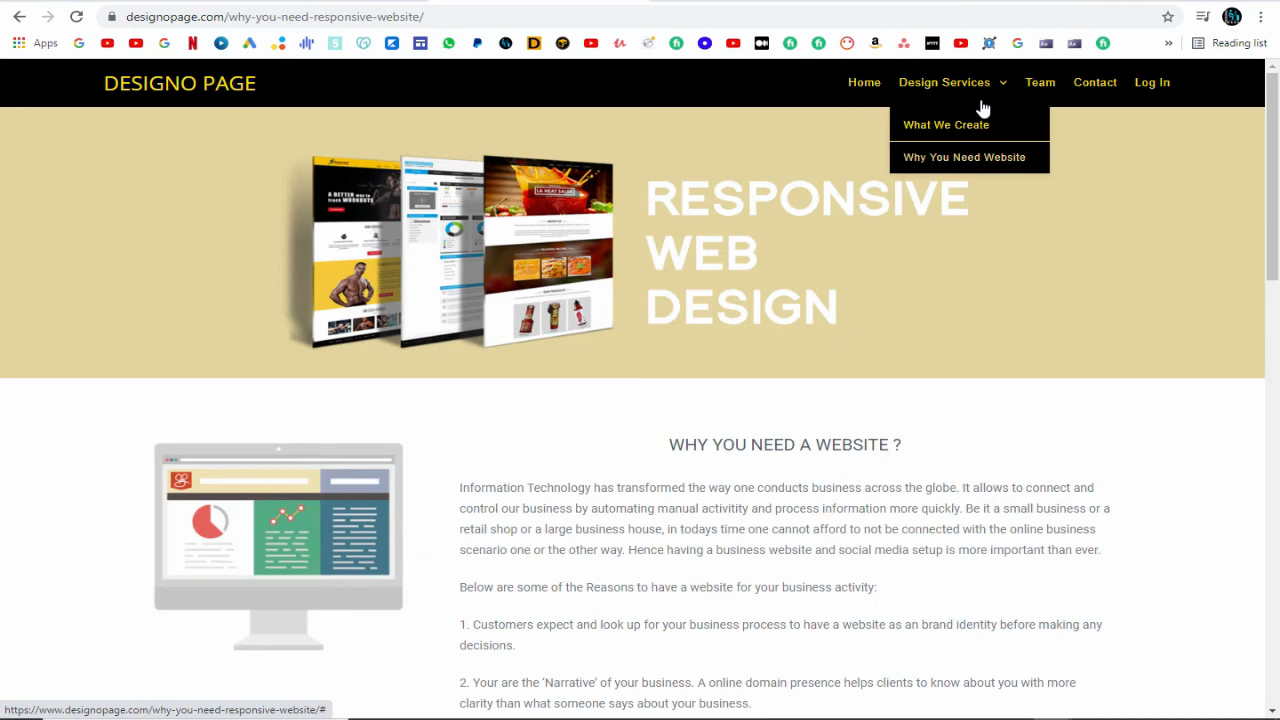 designopage.com/why-you-need-responsive-website/
Apps
Reading list
DESIGNO PAGE
Home
Design Services
Team
Contact
Log In
What We Create
Why You Need Website
A BETTER way to
track WORKOUTS
RESPONSIVE
WEB
DESIGN
WHY YOU NEED A WEBSITE ?
Information Technology has transformed the way one conducts business across the globe. It allows to connect and
control our business by automating manual activitity and process information more quickly. Be it a small business or a
retail shop or a large business house, in todays time one cannot afford to not be connected with the online business
scenario one or the other way. Hence having a business website and social media setup is more important than ever.
Below are some of the Reasons to have a website for your business activity:
1. Customers expect and look up for your business process to have a website as an brand identity before making any
decisions.
2. Your are the ‘Narrative’ of your business. A online domain presence helps clients to know about you with more
clarity than what someone says about your business.
https://www.designopage.com/why-you-need-responsive-website/#